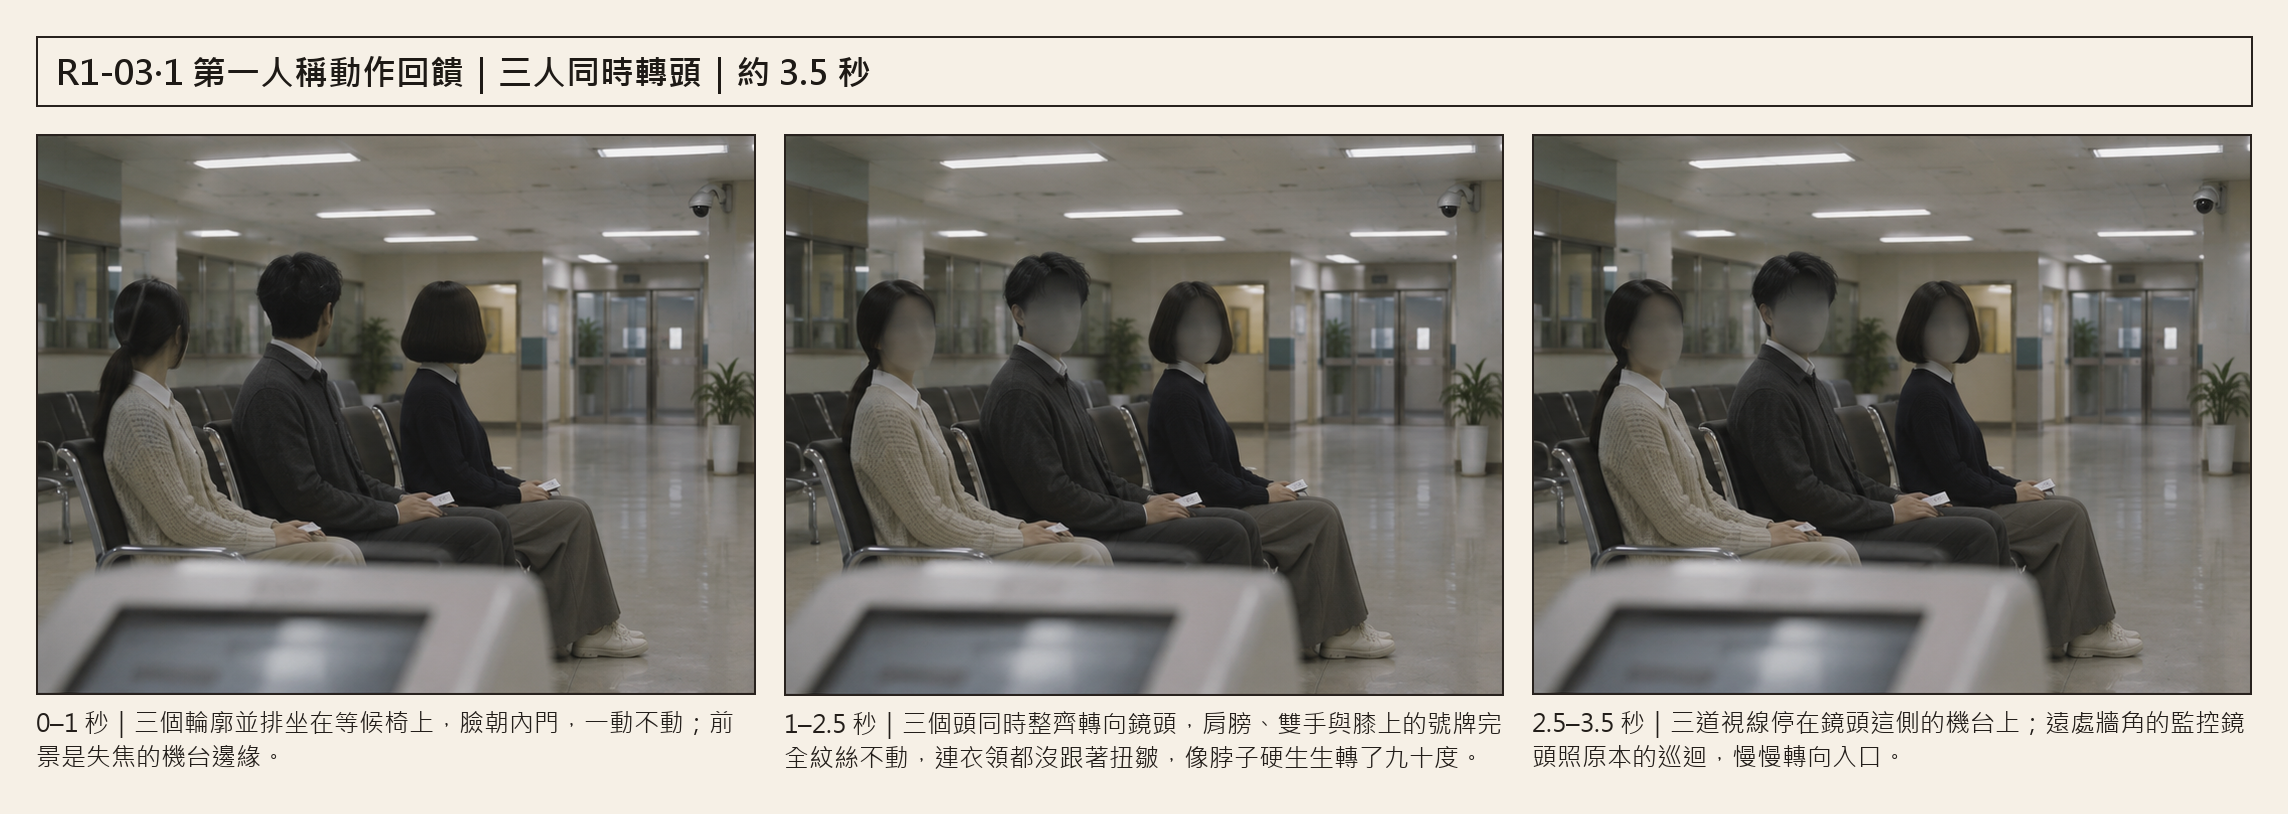 R1-03·1 第一人稱動作回饋｜三人同時轉頭｜約 3.5 秒
0–1 秒｜三個輪廓並排坐在等候椅上，臉朝內門，一動不動；前
景是失焦的機台邊緣。
1–2.5 秒｜三個頭同時整齊轉向鏡頭，肩膀、雙手與膝上的號牌完
全紋絲不動，連衣領都沒跟著扭皺，像脖子硬生生轉了九十度。
2.5–3.5 秒｜三道視線停在鏡頭這側的機台上；遠處牆角的監控鏡
頭照原本的巡迴，慢慢轉向入口。